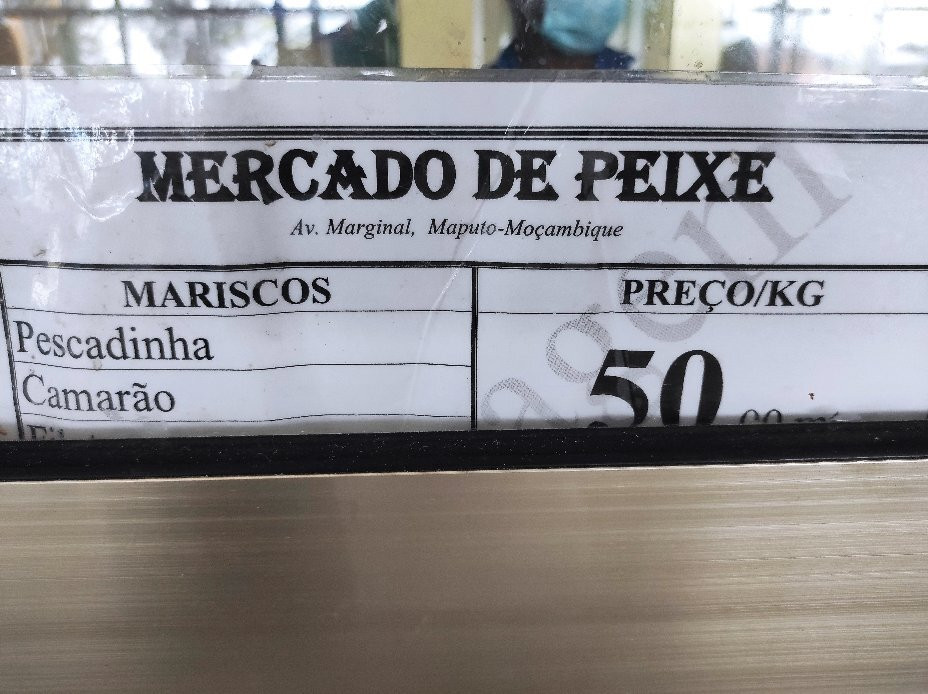 MERCADO DE PEIXE
Av. Marginal, Maputo-Moçambique
MARISCOS PREÇO/KG
Pescadinha
Camarão
50